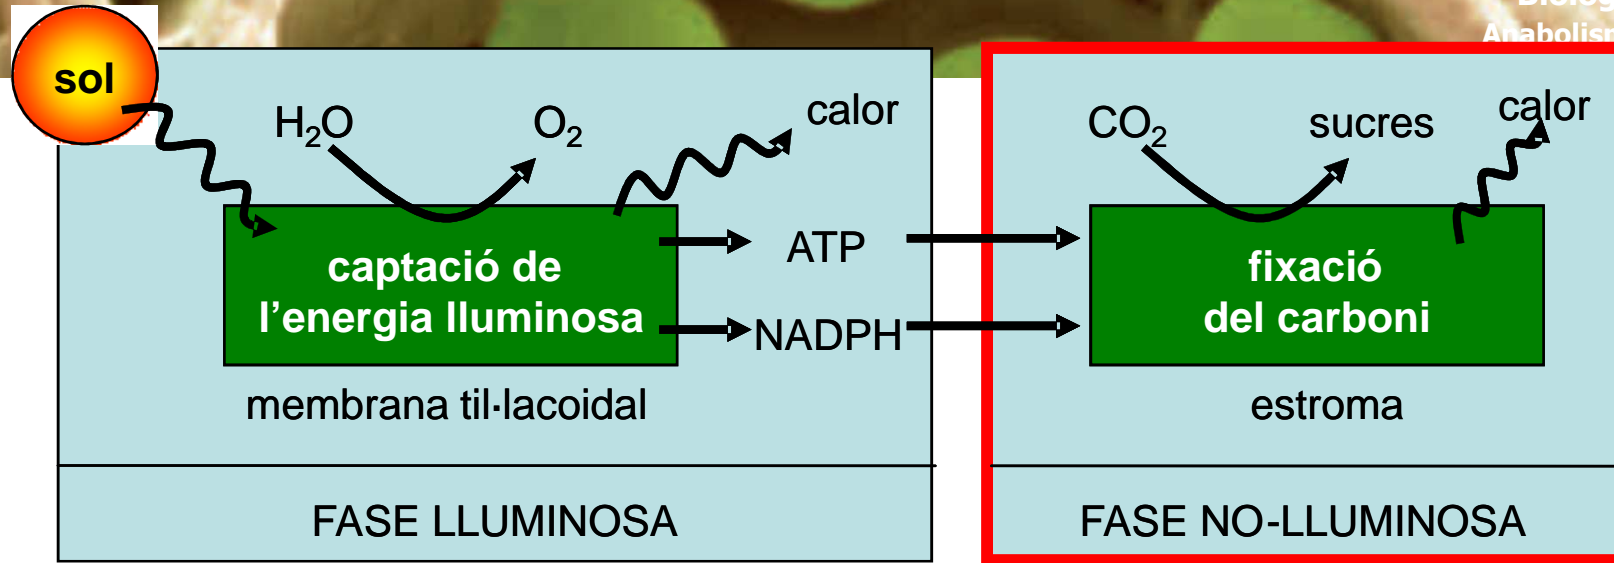 sol
H₂O
O₂
calor
captació de
l'energia lluminosa
ATP
NADPH
membrana til·lacoidal
FASE LLUMINOSA
CO₂
sucres
calor
fixació
del carboni
estroma
FASE NO-LLUMINOSA